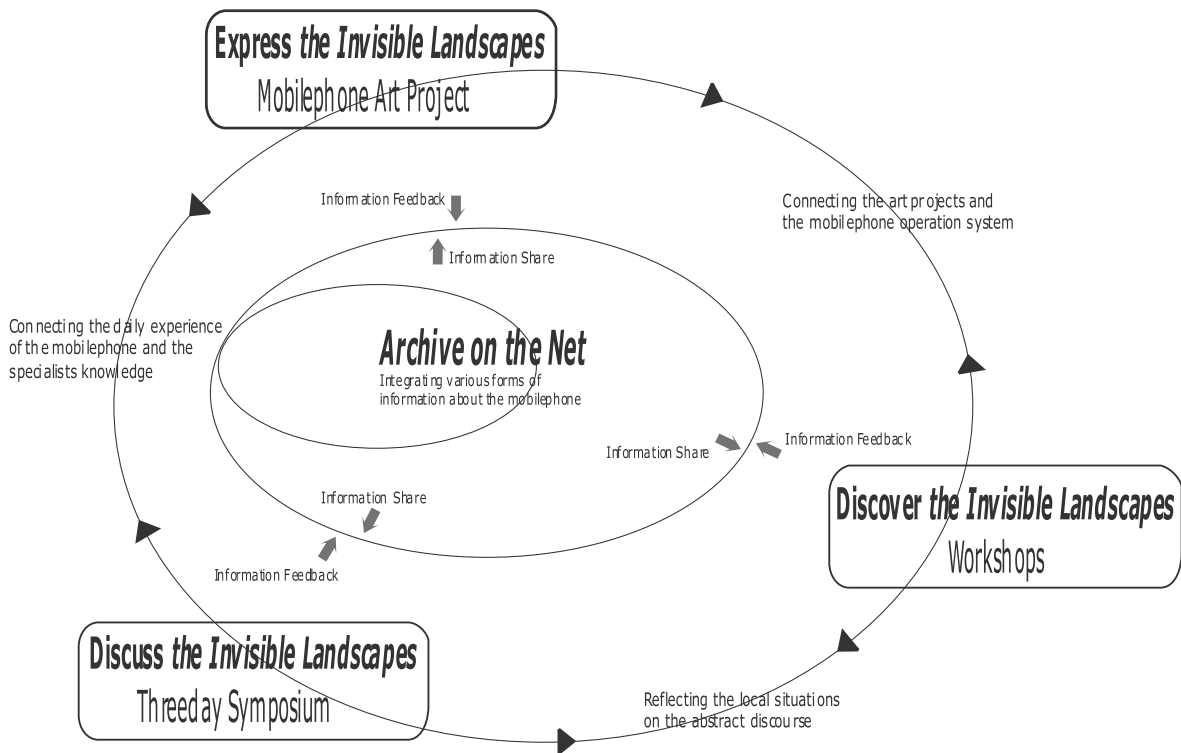 Express the Invisible Landscapes
Mobilephone Art Project
Information Feedback
Information Share
Connecting the art projects and
the mobilephone operation system
Connecting the daily experience
of the mobilephone and the
specialists knowledge
Archive on the Net
Integrating various forms of
information about the mobilephone
Information Share
Information Feedback
Information Share
Information Feedback
Discover the Invisible Landscapes
Workshops
Discuss the Invisible Landscapes
Threeday Symposium
Reflecting the local situations
on the abstract discourse